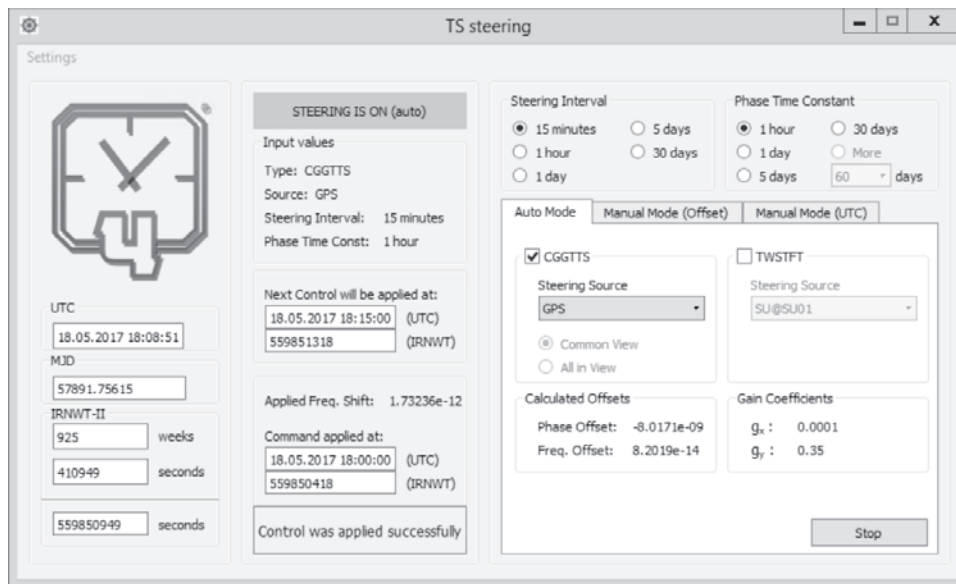 TS steering
Settings
UTC
18.05.2017 18:08:51
MJD
57891.75615
IRNWT-II
925 weeks
410949 seconds
559850949 seconds
STEERING IS ON (auto)
Input values
Type: CGGTTS
Source: GPS
Steering Interval: 15 minutes
Phase Time Const: 1 hour
Next Control will be applied at:
18.05.2017 18:15:00 (UTC)
559851318 (IRNWT)
Applied Freq. Shift: 1.73236e-12
Command applied at:
18.05.2017 18:00:00 (UTC)
559850418 (IRNWT)
Control was applied successfully
Steering Interval
15 minutes 5 days
1 hour 30 days
1 day
Phase Time Constant
1 hour 30 days
1 day More
5 days 60 days
Auto Mode Manual Mode (Offset) Manual Mode (UTC)
CGGTTS
Steering Source
GPS
Common View
All in View
TWSTFT
Steering Source
SU@SU01
Calculated Offsets
Phase Offset: -8.0171e-09
Freq. Offset: 8.2019e-14
Gain Coefficients
gx : 0.0001
gy : 0.35
Stop